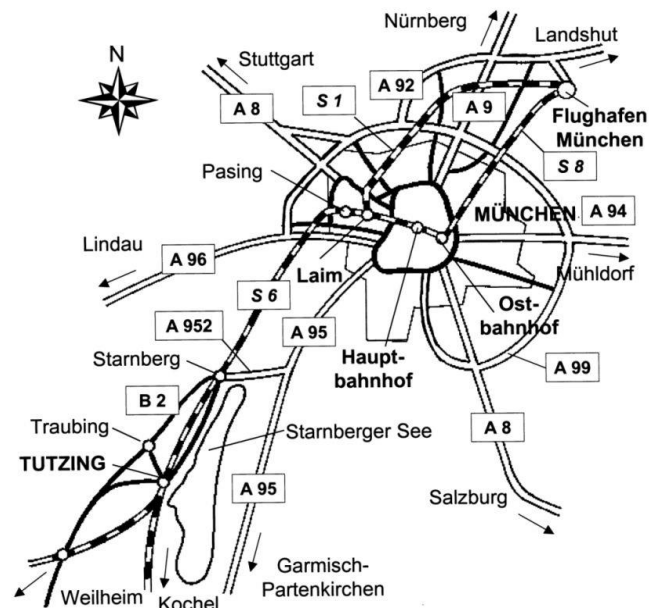 Nürnberg
N
Landshut
Stuttgart
A 92
A 8
S 1
A 9
Flughafen
München
S 8
Pasing
MÜNCHEN
A 94
Lindau
A 96
Laim
Mühldorf
S 6
Ost-
bahnhof
A 952
A 95
Haupt-
bahnhof
A 99
Starnberg
B 2
Traubing
Starnberger See
A 8
TUTZING
A 95
Salzburg
Garmisch-
Partenkirchen
Weilheim
Kochel